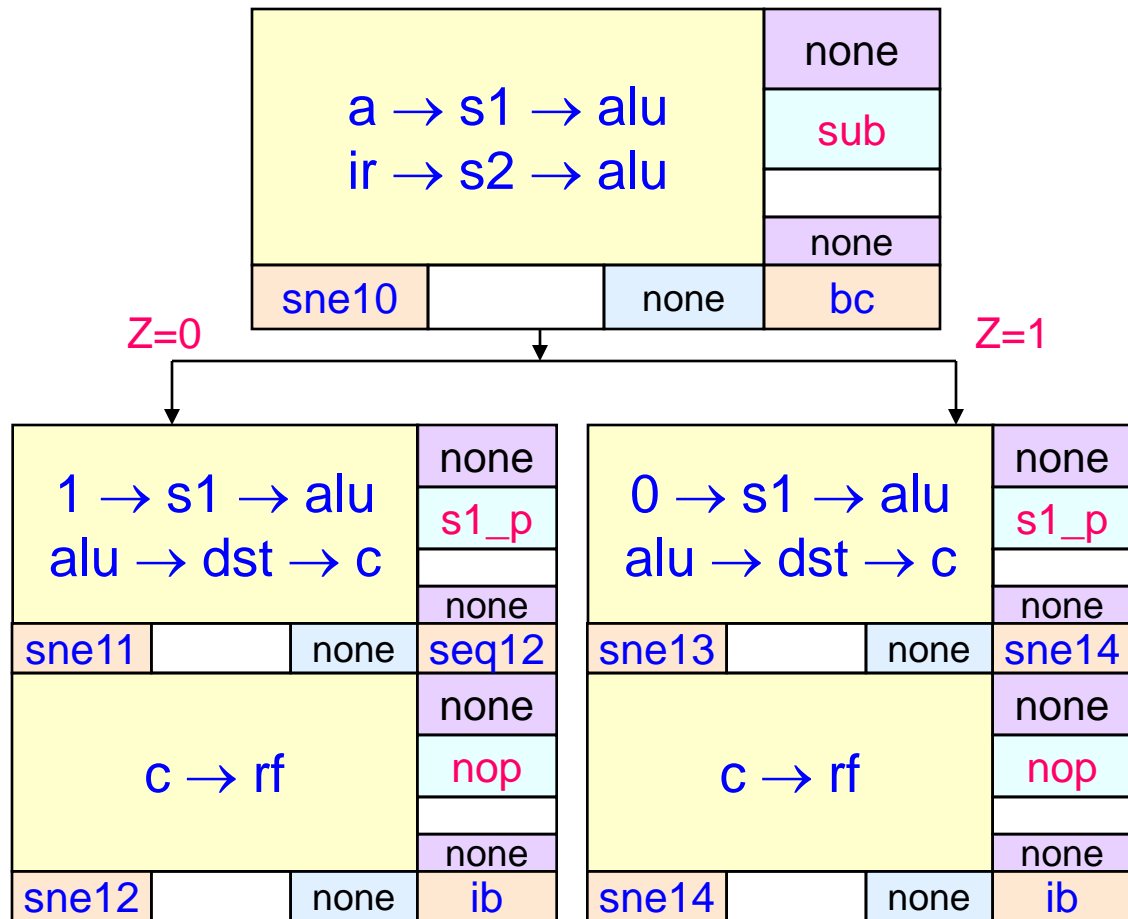 none
a → s1 → alu
sub
ir → s2 → alu
none
sne10 none bc
Z=0 Z=1
none
1 → s1 → alu
s1_p
alu → dst → c
none
sne11 none seq12
none
c → rf
nop
none
sne12 none ib
none
0 → s1 → alu
s1_p
alu → dst → c
none
sne13 none sne14
none
c → rf
nop
none
sne14 none ib